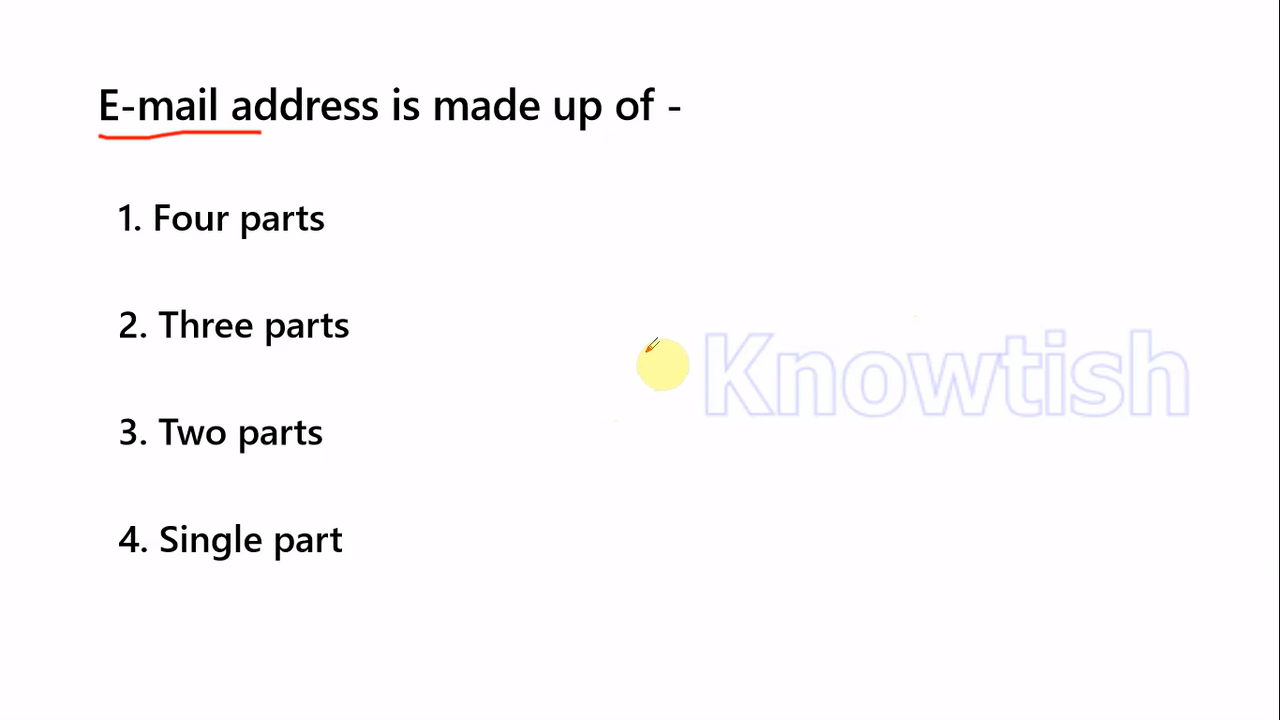 E-mail address is made up of -
1. Four parts
2. Three parts
Knowtish
3. Two parts
4. Single part